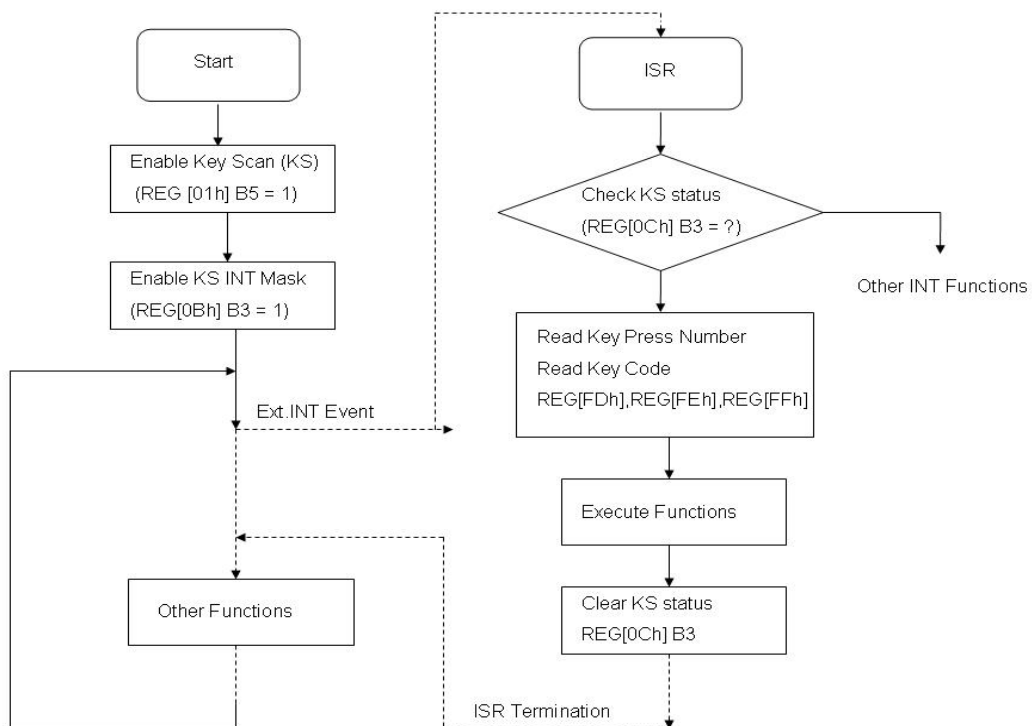 Start
Enable Key Scan (KS)
(REG [01h] B5 = 1)
Enable KS INT Mask
(REG[0Bh] B3 = 1)
Ext.INT Event
Other Functions
ISR
Check KS status
(REG[0Ch] B3 = ?)
Other INT Functions
Read Key Press Number
Read Key Code
REG[FDh],REG[FEh],REG[FFh]
Execute Functions
Clear KS status
REG[0Ch] B3
ISR Termination